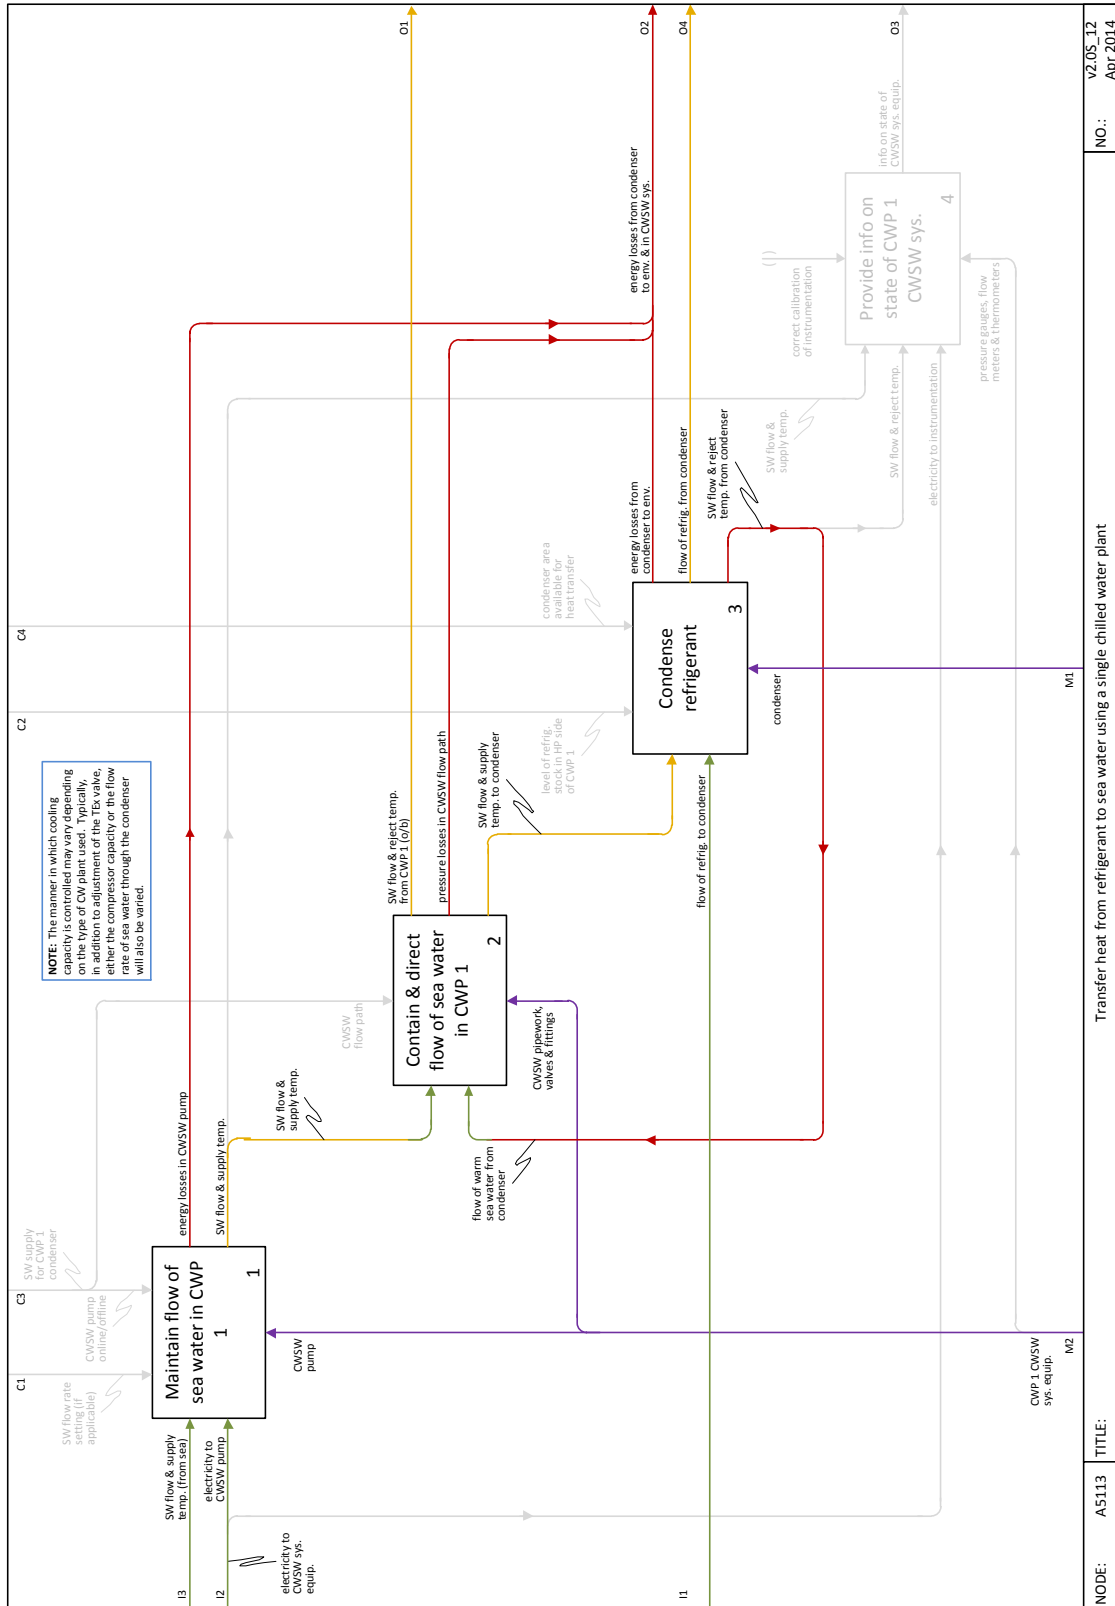 C1
C3
C2
C4
SW flow rate
setting (if
applicable)
CWSW pump
online/offline
SW supply
for CWP 1
condenser
NOTE: The manner in which cooling
capacity is controlled may vary depending
on the type of CW plant used. Typically,
in addition to adjustment of the TEx valve,
either the compressor capacity or the flow
rate of sea water through the condenser
will also be varied.
I3
SW flow & supply
temp. (from sea)
I2
electricity to
CWSW pump
electricity to
CWSW sys.
equip.
Maintain flow of
sea water in CWP
1
1
energy losses in CWSW pump
SW flow & supply temp.
SW flow &
supply temp.
CWSW
pump
CWSW
flow path
Contain & direct
flow of sea water
in CWP 1
2
SW flow & reject temp.
from CWP 1 (o/b)
O1
pressure losses in CWSW flow path
SW flow & supply
temp. to condenser
CWSW pipework,
valves & fittings
flow of warm
sea water from
condenser
level of refrig.
stock in HP side
of CWP 1
condenser area
available for
heat transfer
I1
flow of refrig. to condenser
Condense
refrigerant
3
energy losses from
condenser to env.
energy losses from condenser
to env. & in CWSW sys.
O2
flow of refrig. from condenser
O4
SW flow & reject
temp. from condenser
condenser
M1
correct calibration
of instrumentation
( )
SW flow &
supply temp.
SW flow & reject temp.
electricity to instrumentation
pressure gauges, flow
meters & thermometers
Provide info on
state of CWP 1
CWSW sys.
4
info on state of
CWSW sys. equip.
O3
CWP 1 CWSW
sys. equip.
M2
NODE:
A5113
TITLE:
Transfer heat from refrigerant to sea water using a single chilled water plant
NO.:
v2.0S_12
Apr 2014